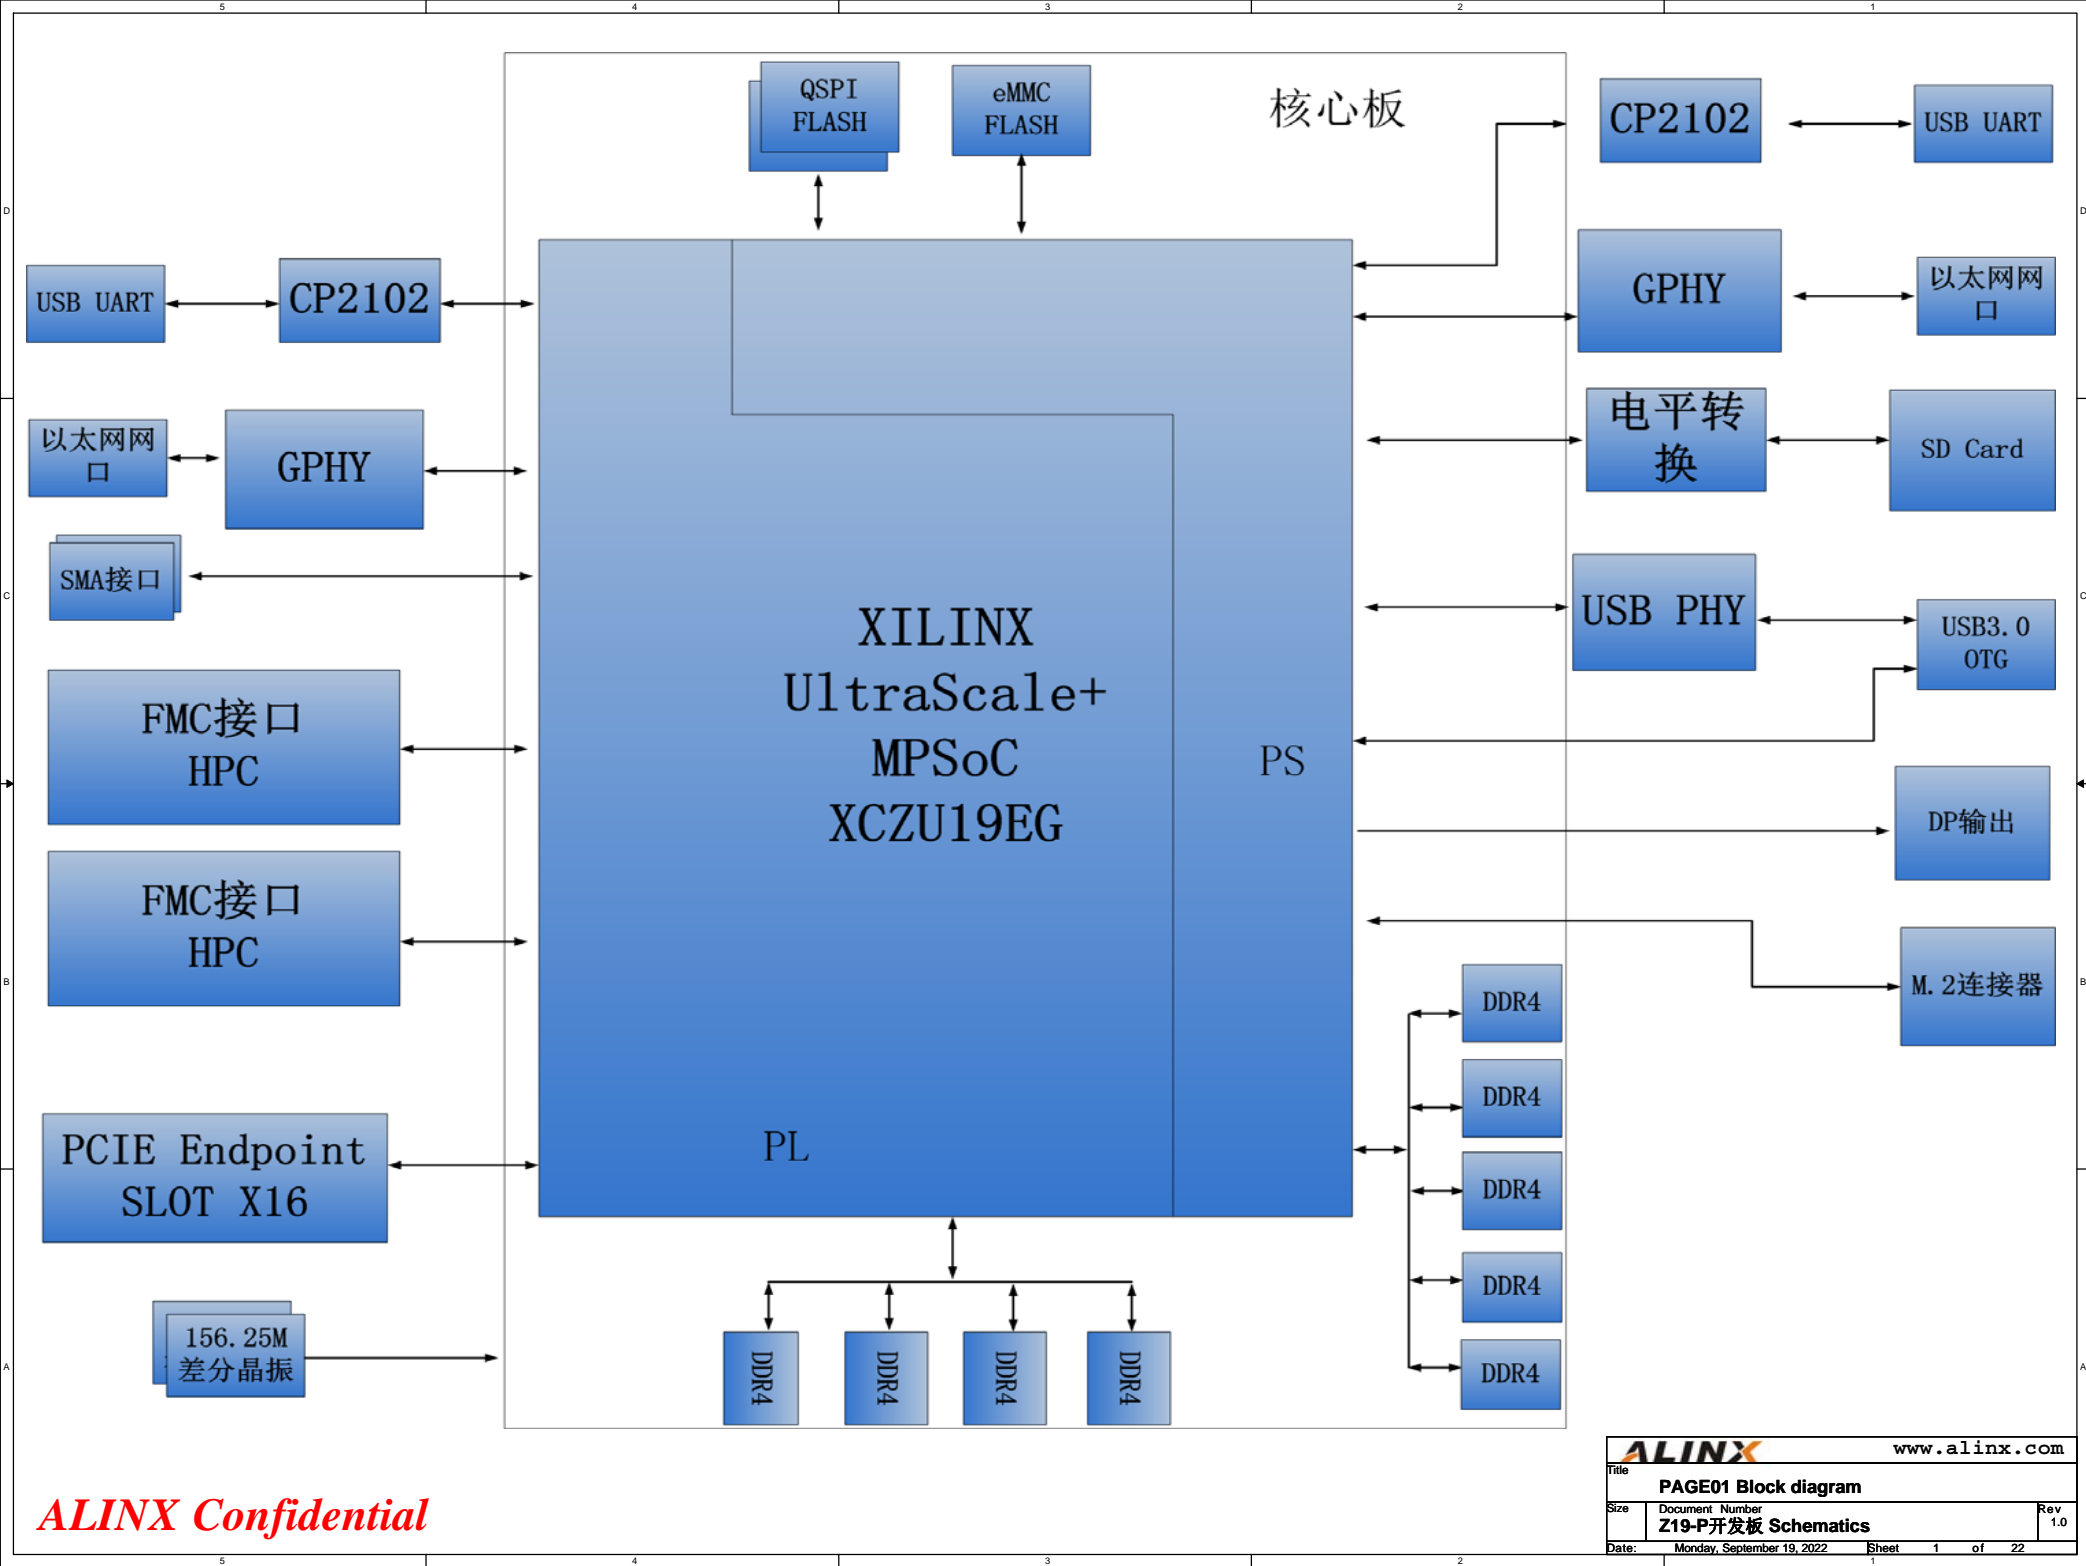 5 4 3 2 1
D
D
C
C
B
B
A
A
QSPI
FLASH
eMMC
FLASH
核心板
CP2102
USB UART
USB UART
CP2102
GPHY
以太网网
口
以太网网
口
GPHY
电平转
换
SD Card
SMA接口
USB PHY
USB3.0
OTG
XILINX
UltraScale+
MPSoC
XCZU19EG
PS
PL
FMC接口
HPC
DP输出
FMC接口
HPC
M.2连接器
DDR4
DDR4
DDR4
DDR4
DDR4
PCIE Endpoint
SLOT X16
156.25M
差分晶振
DDR4
DDR4
DDR4
DDR4
ALINX Confidential
ALINX www.alinx.com
Title
PAGE01 Block diagram
Size Document Number Rev
Z19-P开发板 Schematics 1.0
Date: Monday, September 19, 2022 Sheet 1 of 22
5 4 3 2 1